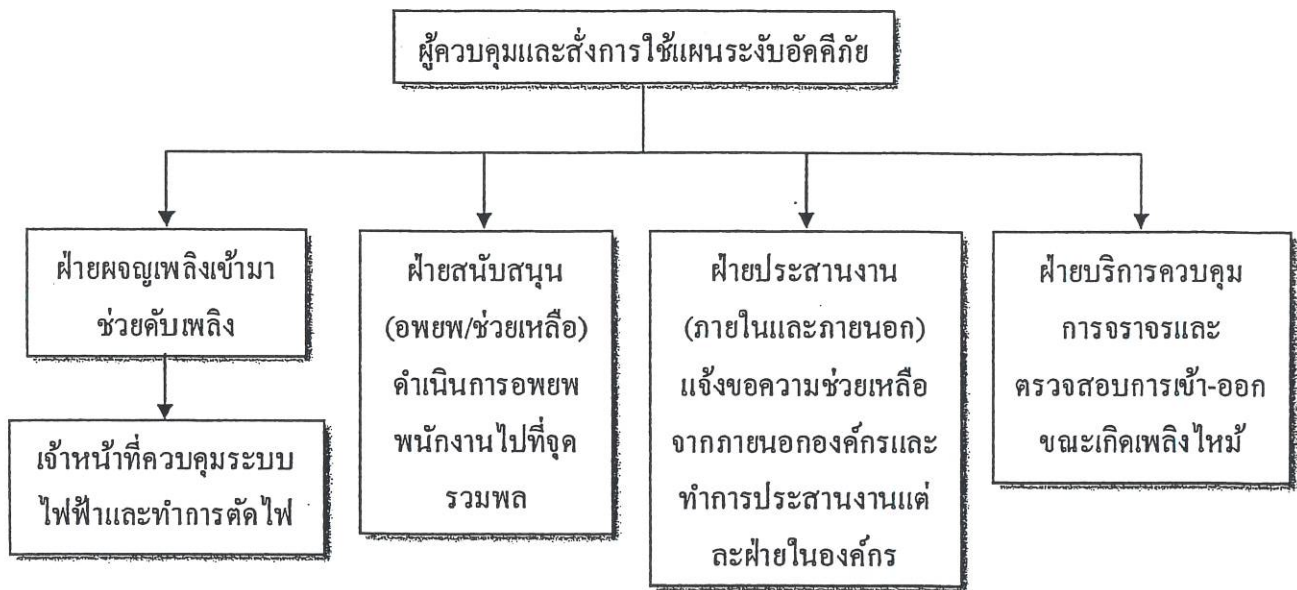 ผู้ควบคุมและสั่งการใช้แผนระงับอัคคีภัย
ฝ่ายผจญเพลิงเข้ามา
ช่วยดับเพลิง
เจ้าหน้าที่ควบคุมระบบ
ไฟฟ้าและทำการตัดไฟ
ฝ่ายสนับสนุน
(อพยพ/ช่วยเหลือ)
ดำเนินการอพยพ
พนักงานไปที่จุด
รวมพล
ฝ่ายประสานงาน
(ภายในและภายนอก)
แจ้งขอความช่วยเหลือ
จากภายนอกองค์กรและ
ทำการประสานงานแต่
ละฝ่ายในองค์กร
ฝ่ายบริการควบคุม
การจราจรและ
ตรวจสอบการเข้า-ออก
ขณะเกิดเพลิงไหม้